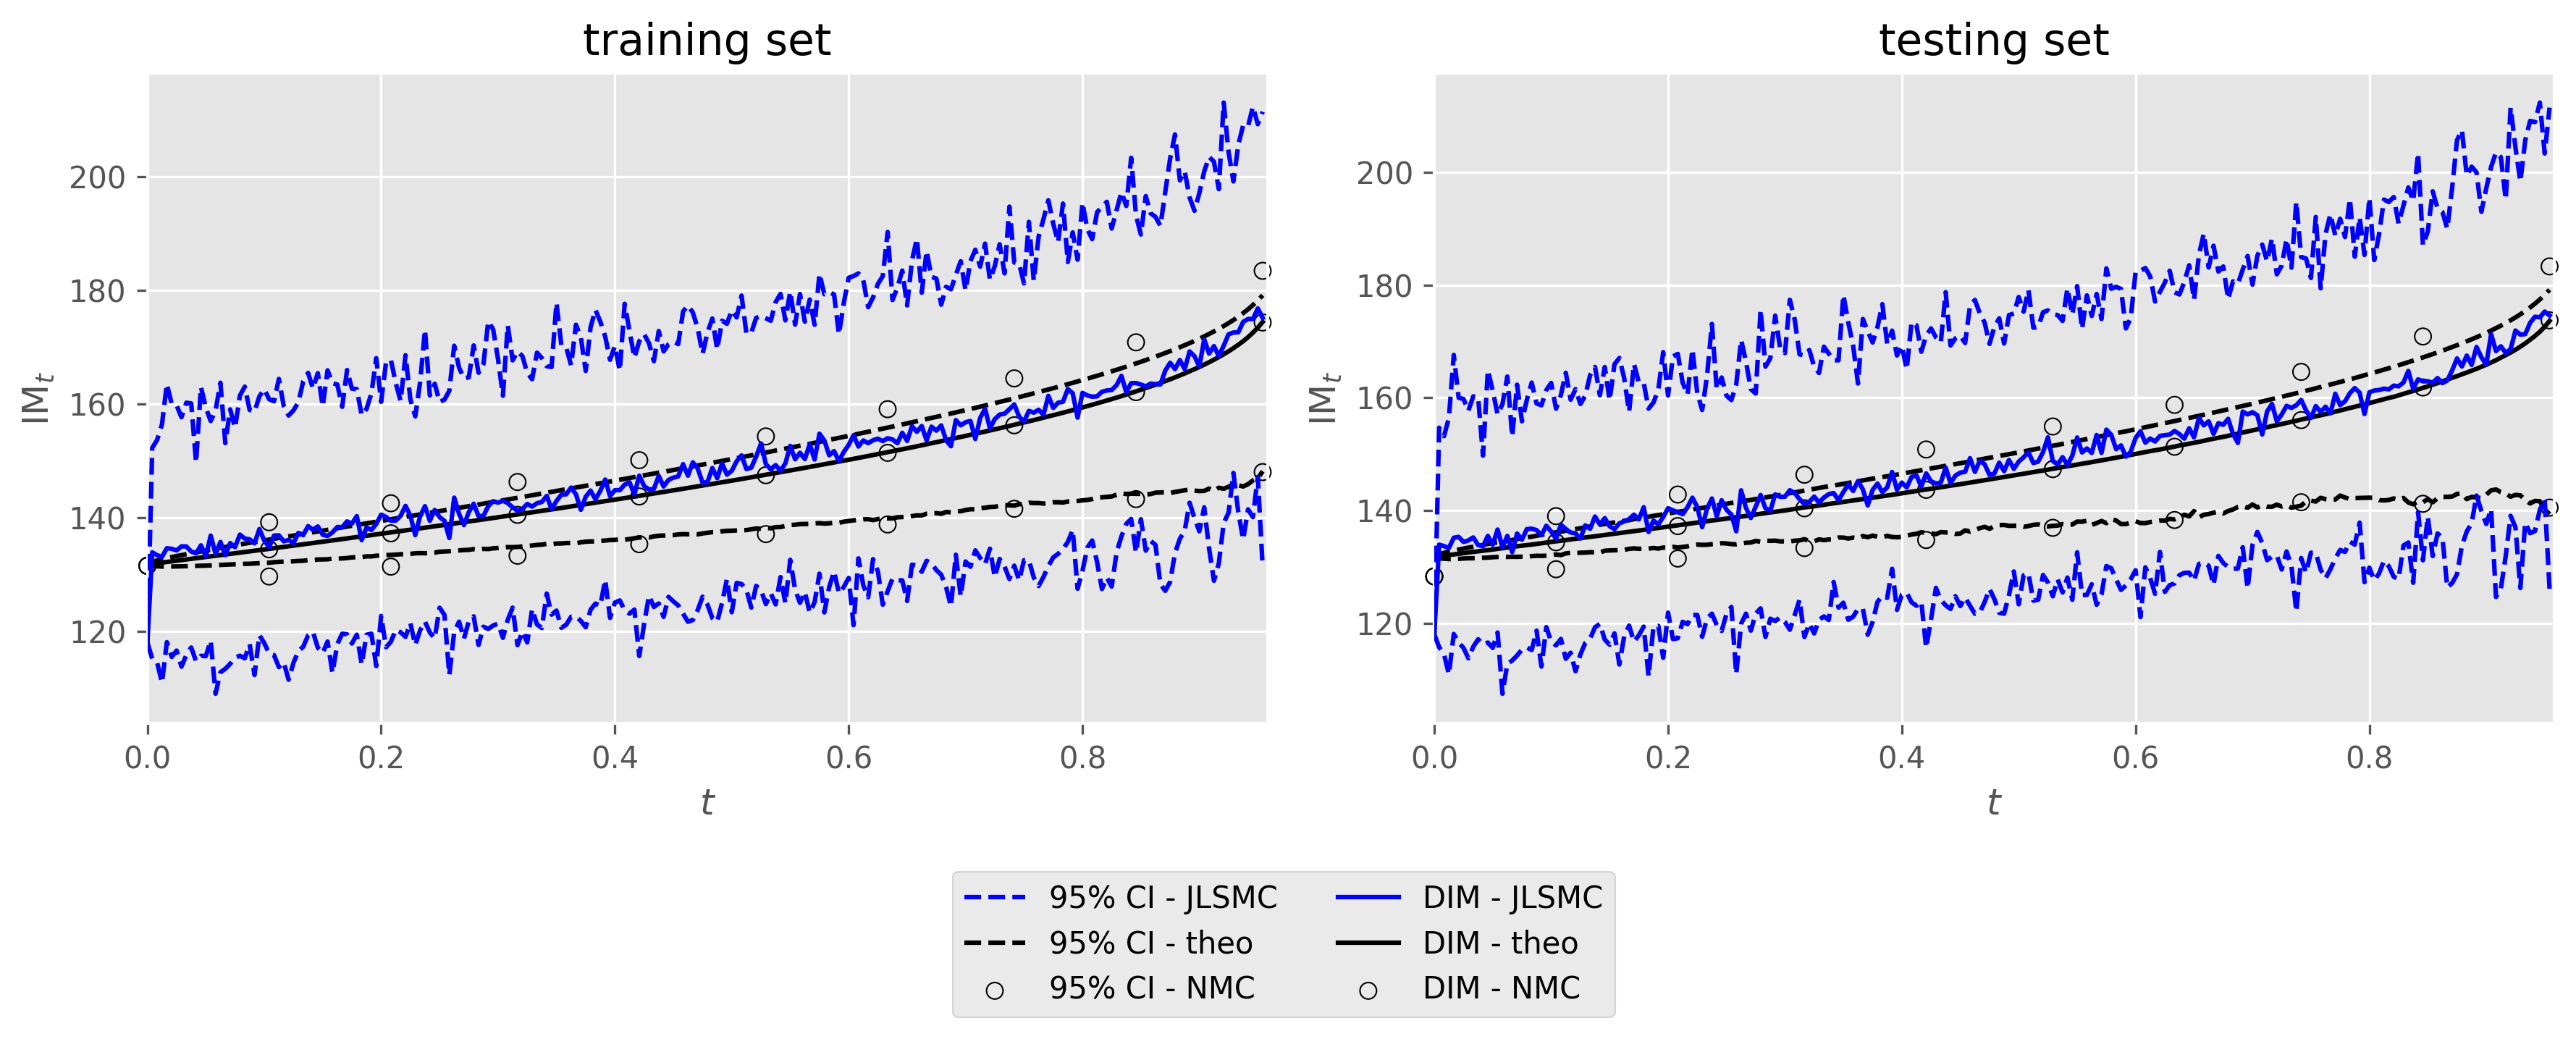 training set
testing set
IM_t
200
180
160
140
120
0.0 0.2 0.4 0.6 0.8
t
IM_t
200
180
160
140
120
0.0 0.2 0.4 0.6 0.8
t
95% CI - JLSMC
95% CI - theo
95% CI - NMC
DIM - JLSMC
DIM - theo
DIM - NMC